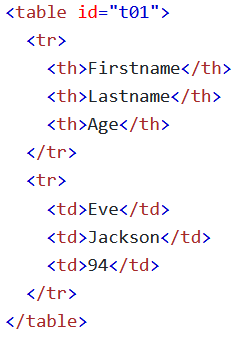 <table id="t01">
  <tr>
    <th>Firstname</th>
    <th>Lastname</th>
    <th>Age</th>
  </tr>
  <tr>
    <td>Eve</td>
    <td>Jackson</td>
    <td>94</td>
  </tr>
</table>